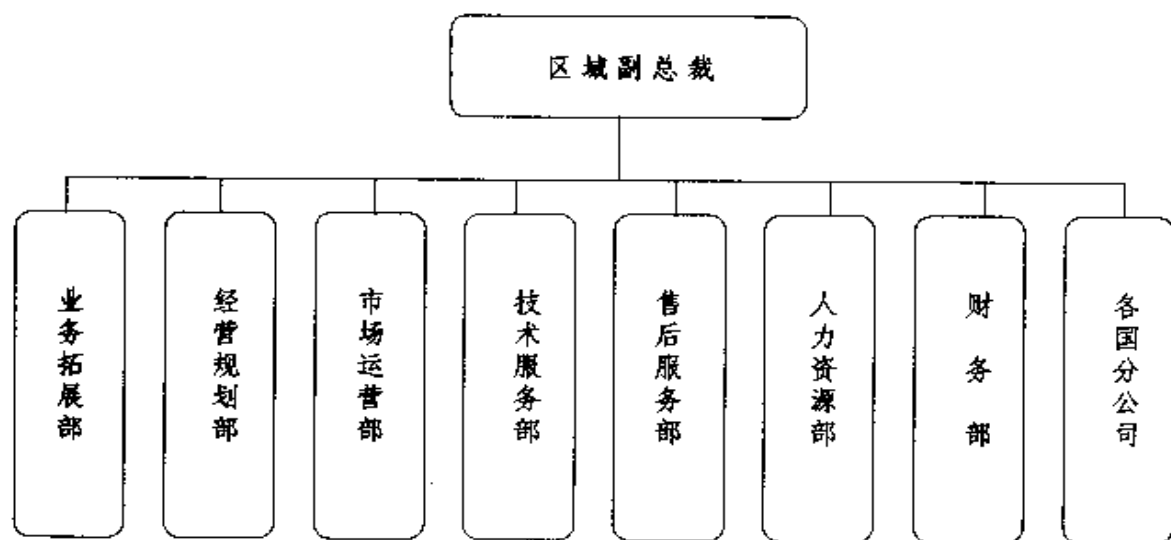 区域副总裁
业务拓展部
经营规划部
市场运营部
技术服务部
售后服务部
人力资源部
财务部
各国分公司